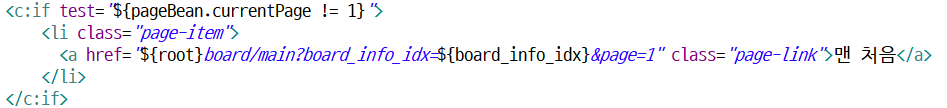 <c:if test="${pageBean.currentPage != 1}">
    <li class="page-item">
        <a href="${root}board/main?board_info_idx=${board_info_idx}&page=1" class="page-link">맨 처음</a>
    </li>
</c:if>